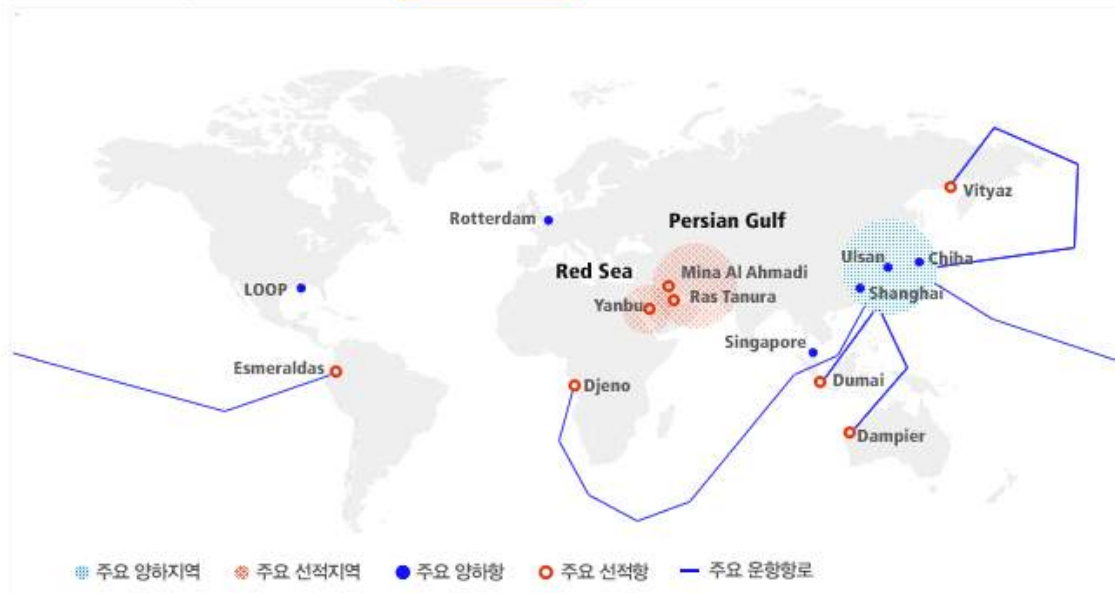 Vityaz
Rotterdam
Persian Gulf
Ulsan
Chiba
Red Sea
Mina Al Ahmadi
LOOP
Yanbu
Ras Tanura
Shanghai
Singapore
Esmeraldas
Djeno
Dumai
Dampier
주요 양하지역 주요 선적지역 주요 양하항 주요 선적항 주요 운항항로